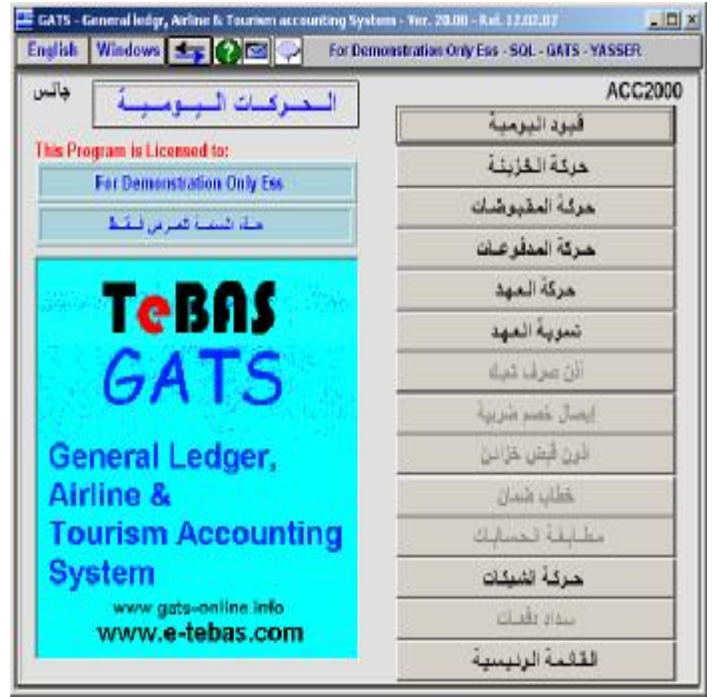 GATS - General ledgr, Airline & Tourism accounting System - Ver. 20.00 - Rel. 12.02.02
English Windows For Demonstration Only Ess - SQL - GATS - YASSER
جاتس
الحركات اليومية
ACC2000
This Program is Licensed to:
For Demonstration Only Ess
هذه النسخة للعرض فقط
TeBAS
GATS
General Ledger,
Airline &
Tourism Accounting
System
www gats-online.info
www.e-tebas.com
قيود اليومية
حركة الخزينة
حركة المقبوضات
حركة المدفوعات
حركة العهد
تسوية العهد
أذن صرف شيك
إيصال خصم ضريبة
اذون قبض خزائن
خطاب ضمان
مطابقة الحسابات
حركة الشيكات
سداد دفعات
القائمة الرئيسية